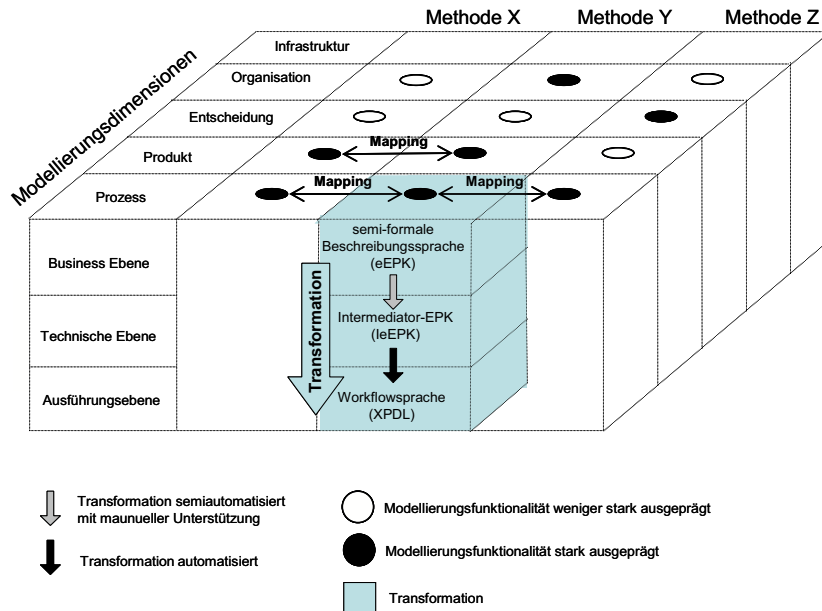 Methode X
Methode Y
Methode Z
Modellierungsdimensionen
Infrastruktur
Organisation
Entscheidung
Produkt
Mapping
Prozess
Mapping
Mapping
Business Ebene
semi-formale
Beschreibungssprache
(eEPK)
Transformation
Technische Ebene
Intermediator-EPK
(IeEPK)
Ausführungsebene
Workflowsprache
(XPDL)
Transformation semiautomatisiert
mit maunueller Unterstützung
Transformation automatisiert
Modellierungsfunktionalität weniger stark ausgeprägt
Modellierungsfunktionalität stark ausgeprägt
Transformation